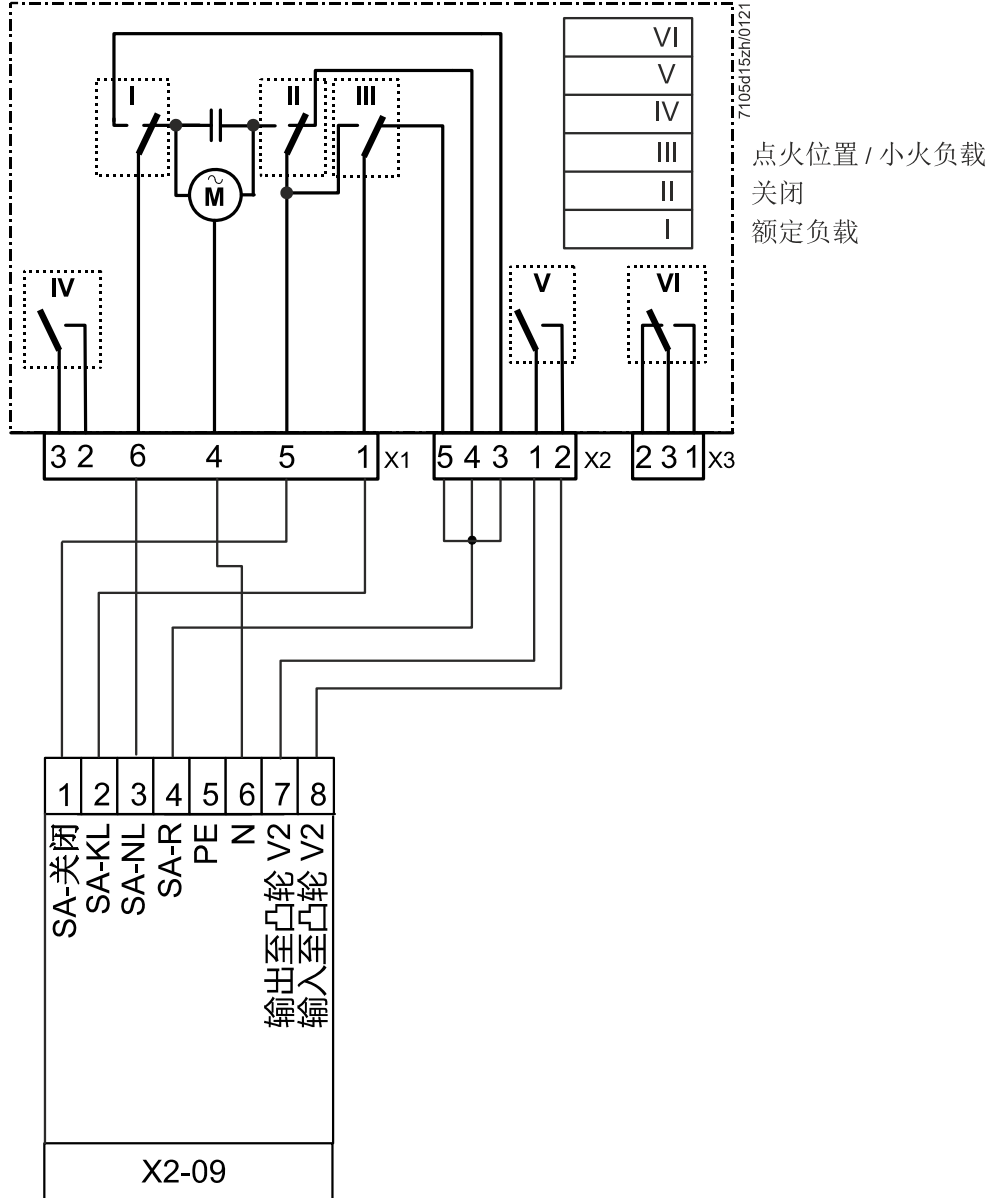 I
II
III
M
~
VI
V
IV
III
II
I
7105d15zh/0121
点火位置 / 小火负载
关闭
额定负载
IV
V
VI
3 2 6 4 5 1 X1
5 4 3 1 2 X2
2 3 1 X3
1 2 3 4 5 6 7 8
SA-关闭
SA-KL
SA-NL
SA-R
PE
N
输出至凸轮 V2
输入至凸轮 V2
X2-09